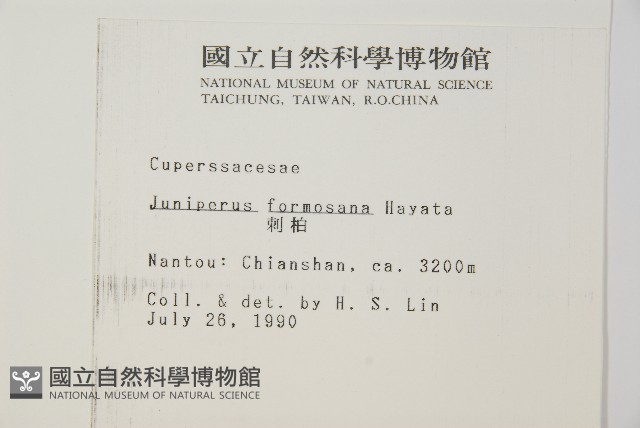 國立自然科學博物館
NATIONAL MUSEUM OF NATURAL SCIENCE
TAICHUNG, TAIWAN, R.O.CHINA
Cuperssacesae
Juniperus formosana Hayata
刺柏
Nantou: Chianshan, ca. 3200m
Coll. & det. by H. S. Lin
July 26, 1990
國立自然科學博物館
NATIONAL MUSEUM OF NATURAL SCIENCE